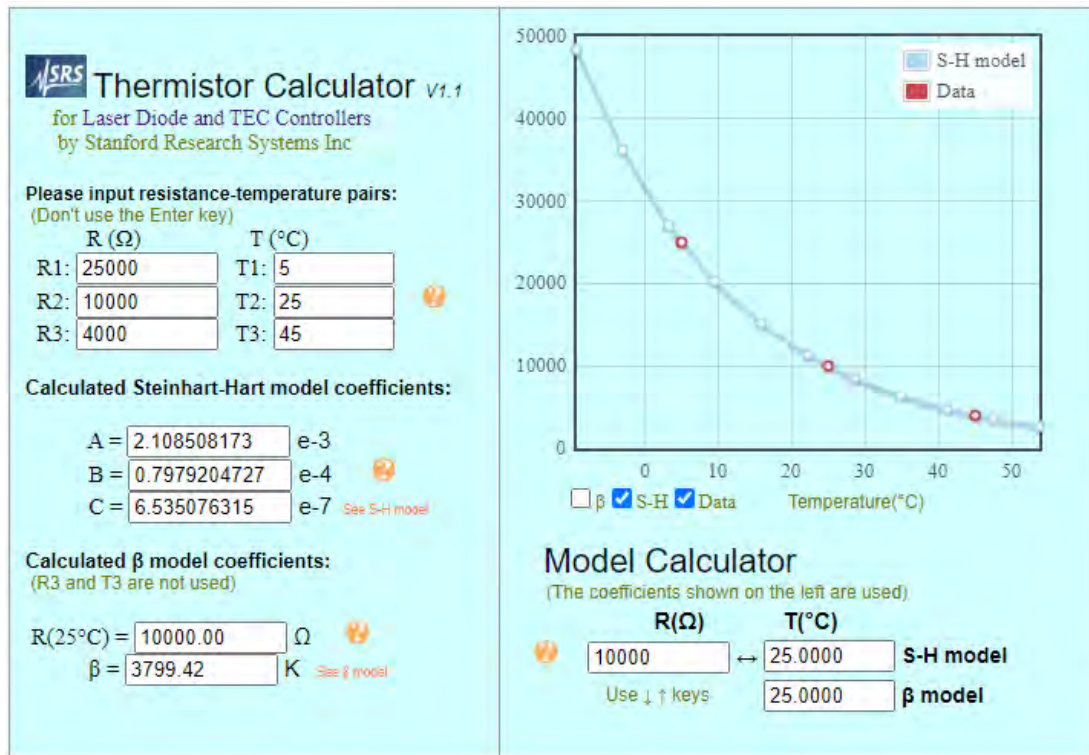 SRS Thermistor Calculator V1.1
for Laser Diode and TEC Controllers
by Stanford Research Systems Inc
Please input resistance-temperature pairs:
(Don't use the Enter key)
R (Ω) T (°C)
R1: 25000 T1: 5
R2: 10000 T2: 25
R3: 4000 T3: 45
Calculated Steinhart-Hart model coefficients:
A = 2.108508173 e-3
B = 0.7979204727 e-4
C = 6.535076315 e-7 See S-H model
Calculated β model coefficients:
(R3 and T3 are not used)
R(25°C) = 10000.00 Ω
β = 3799.42 K See β model
50000
40000
30000
20000
10000
0
S-H model
Data
0 10 20 30 40 50
β S-H Data Temperature(°C)
Model Calculator
(The coefficients shown on the left are used)
R(Ω) T(°C)
10000 ↔ 25.0000 S-H model
Use ↓ ↑ keys 25.0000 β model